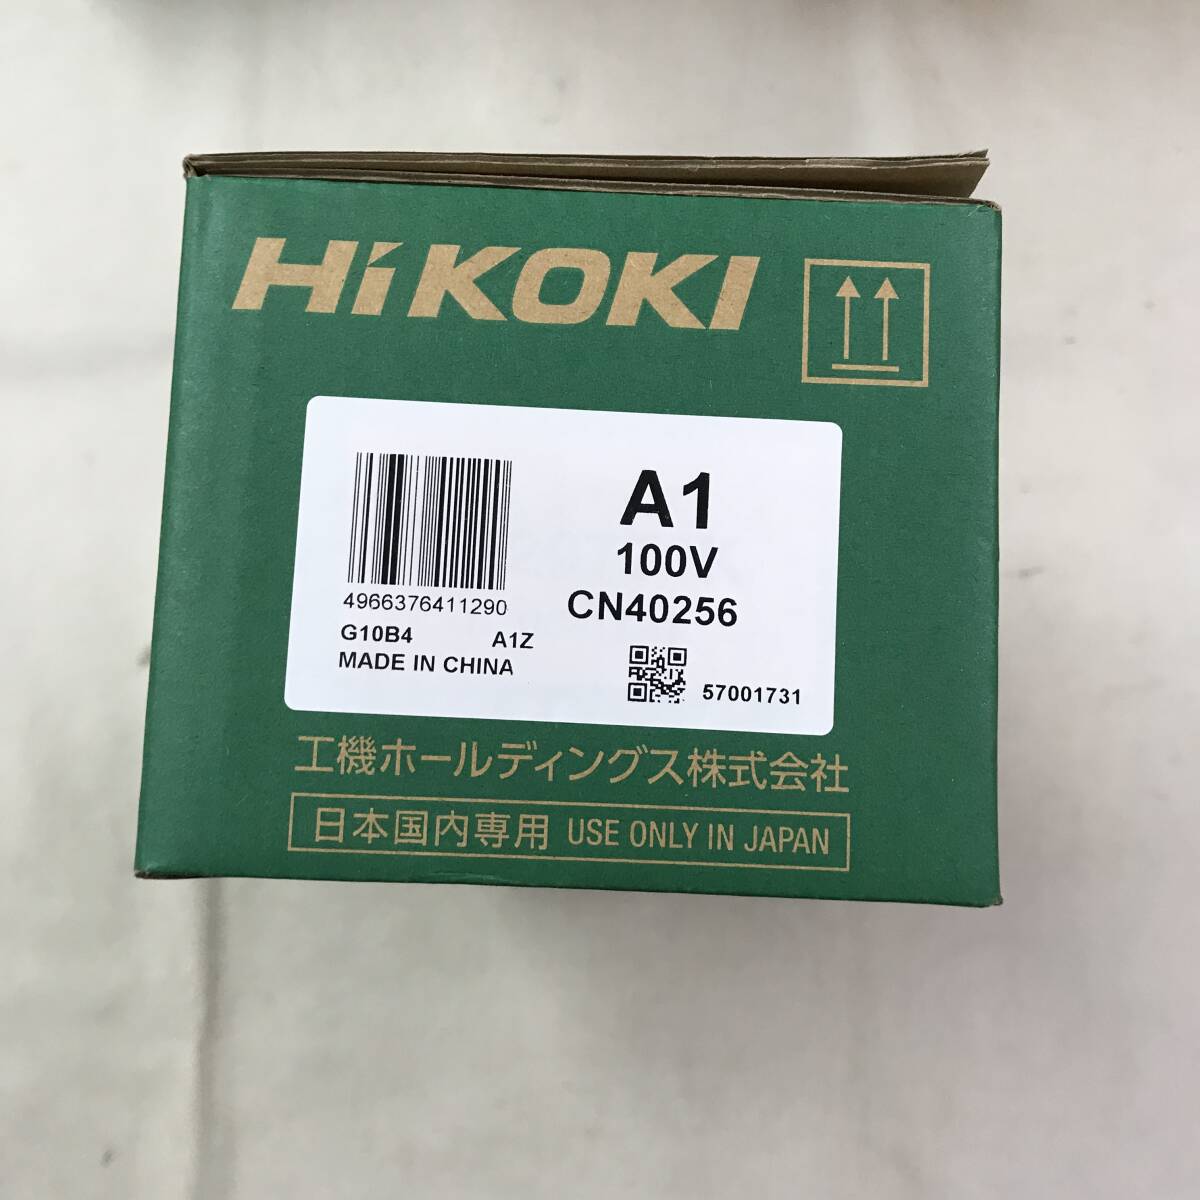 HiKOKI
A1
100V
CN40256
4966376411290
G10B4 A1Z
MADE IN CHINA
57001731
工機ホールディングス株式会社
日本国内専用 USE ONLY IN JAPAN